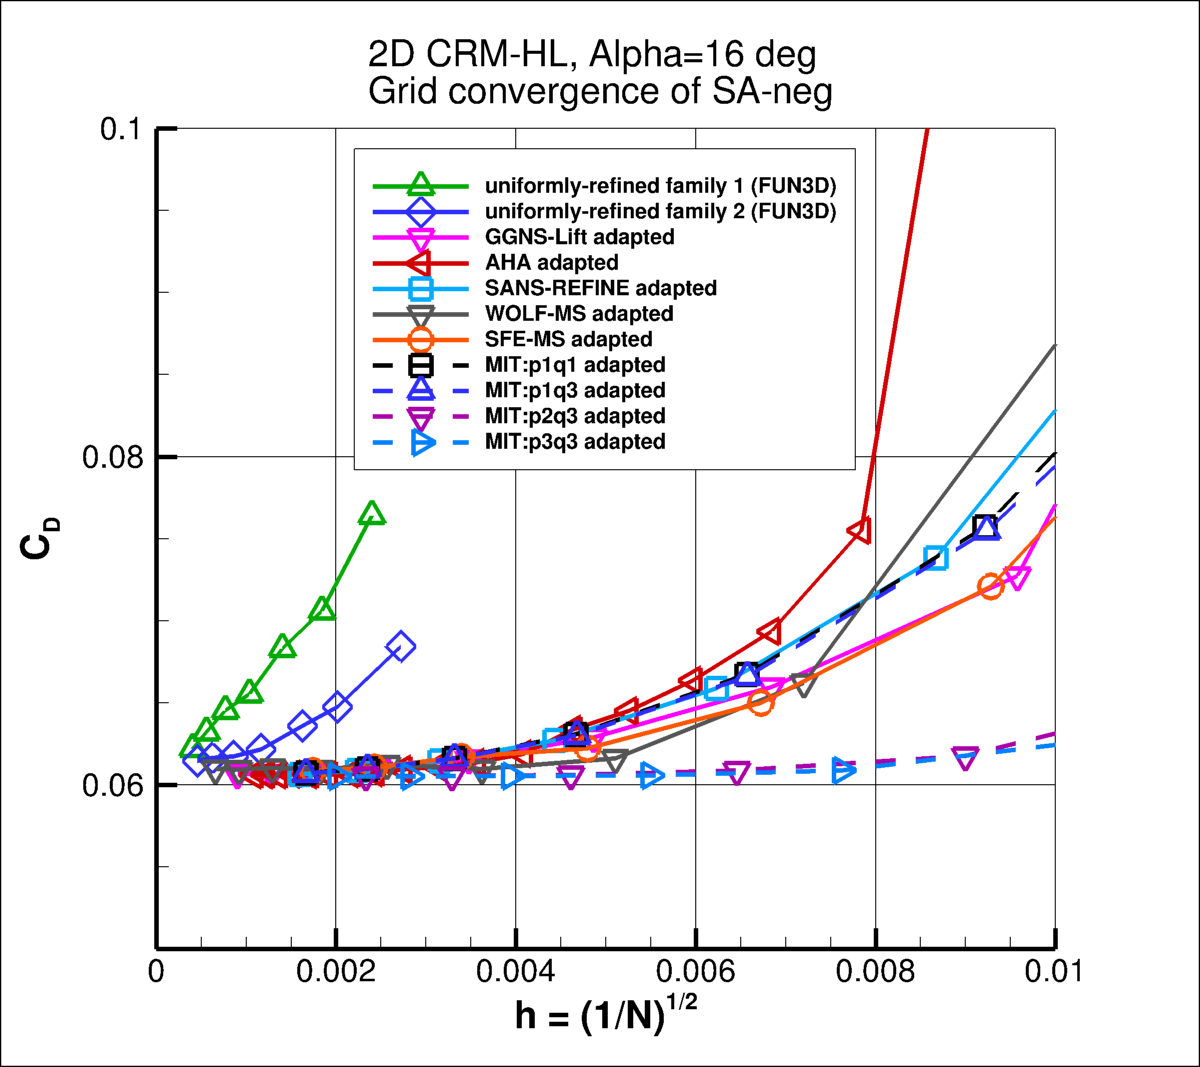 2D CRM-HL, Alpha=16 deg
Grid convergence of SA-neg
0.1
0.08
0.06
C_D
uniformly-refined family 1 (FUN3D)
uniformly-refined family 2 (FUN3D)
GGNS-Lift adapted
AHA adapted
SANS-REFINE adapted
WOLF-MS adapted
SFE-MS adapted
MIT:p1q1 adapted
MIT:p1q3 adapted
MIT:p2q3 adapted
MIT:p3q3 adapted
0 0.002 0.004 0.006 0.008 0.01
h = (1/N)^1/2